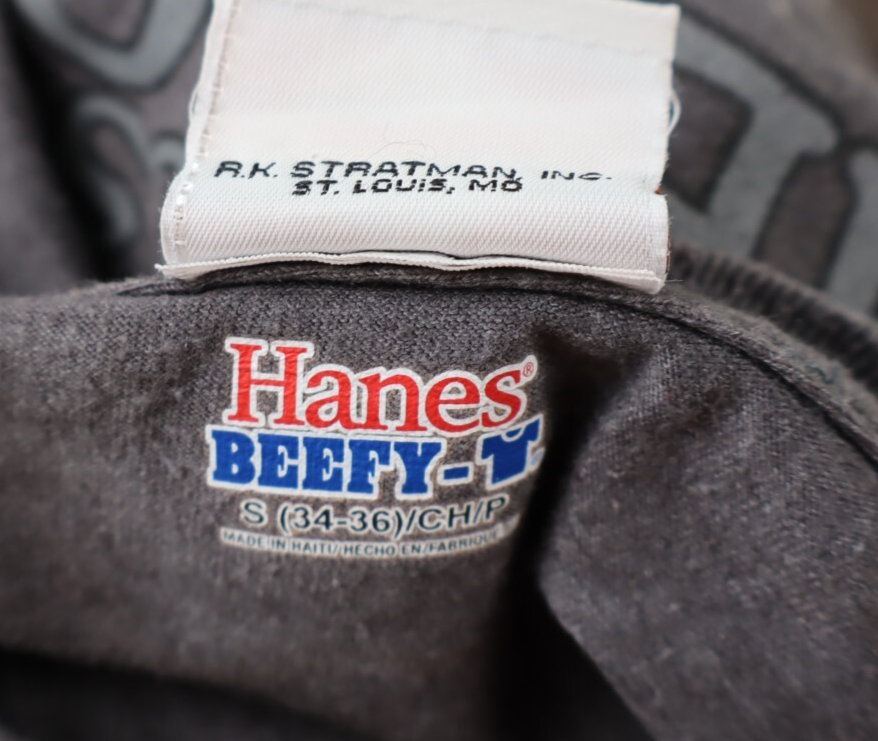 R.K. STRATMAN, INC.
ST. LOUIS, MO
Hanes®
BEEFY-T.
S (34-36)/CH/P
MADE IN HAITI/HECHO EN/FABRIQUÉ